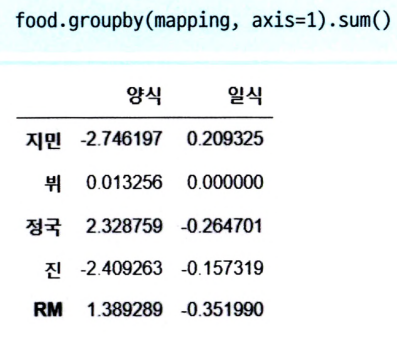 food.groupby(mapping, axis=1).sum()
양식 일식
지민 -2.746197 0.209325
뷔 0.013256 0.000000
정국 2.328759 -0.264701
진 -2.409263 -0.157319
RM 1.389289 -0.351990